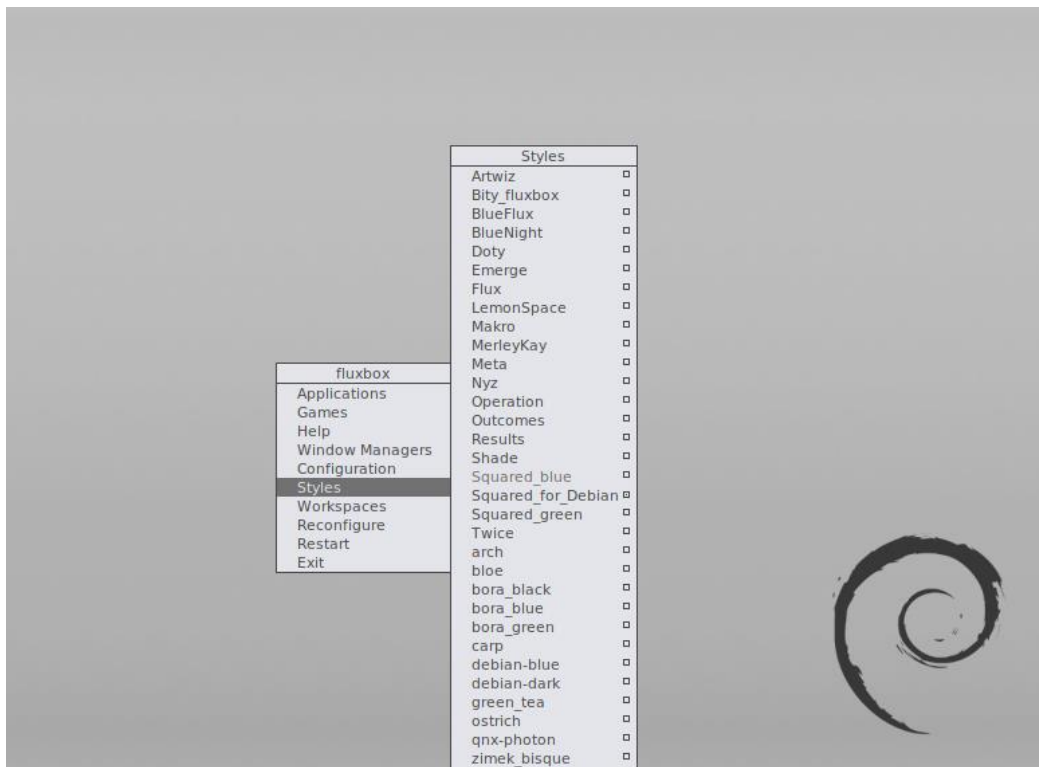 Styles
Artwiz
Bity_fluxbox
BlueFlux
BlueNight
Doty
Emerge
Flux
LemonSpace
Makro
MerleyKay
Meta
Nyz
Operation
Outcomes
Results
Shade
Squared_blue
Squared_for_Debian
Squared_green
Twice
arch
bloe
bora_black
bora_blue
bora_green
carp
debian-blue
debian-dark
green_tea
ostrich
qnx-photon
zimek_bisque
fluxbox
Applications
Games
Help
Window Managers
Configuration
Styles
Workspaces
Reconfigure
Restart
Exit